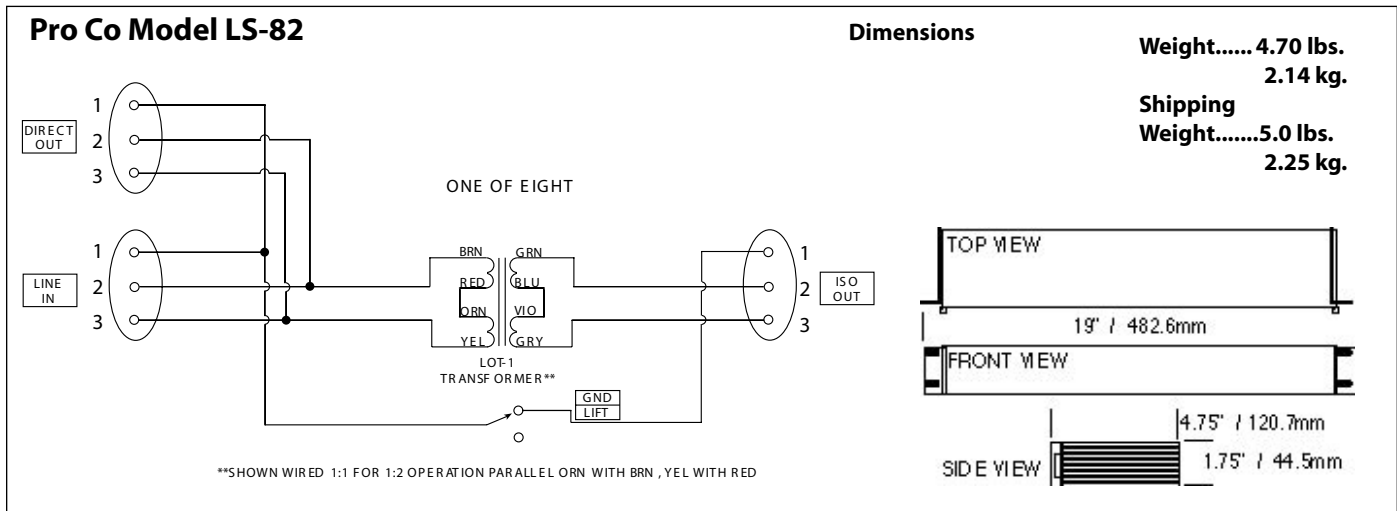 Pro Co Model LS-82
Dimensions
Weight...... 4.70 lbs.
2.14 kg.
Shipping
Weight.......5.0 lbs.
2.25 kg.
1
DIRECT
OUT
2
3
ONE OF EIGHT
1
LINE
IN
2
3
BRN
GRN
RED
BLU
ORN
VIO
YEL
GRY
LOT-1
TRANSFORMER**
1
2
ISO
OUT
3
GND
LIFT
**SHOWN WIRED 1:1 FOR 1:2 OPERATION PARALLEL ORN WITH BRN , YEL WITH RED
TOP VIEW
19" / 482.6mm
FRONT VIEW
4.75" / 120.7mm
SIDE VIEW
1.75" / 44.5mm